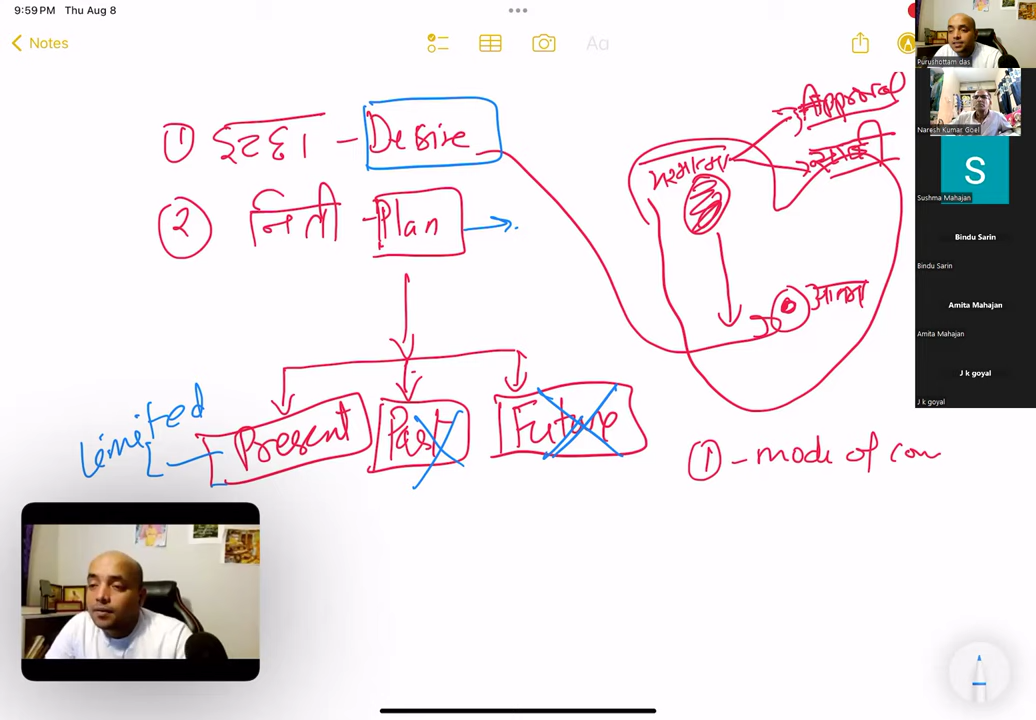 9:59 PM Thu Aug 8
Notes
Aa
① इच्छा - Desire
② Plan
Present Past Future
Limited
Approval
परमात्मा
आत्मा
① - mode of con
Purushottam das
Naresh Kumar Goel
S
Sushma Mahajan
Bindu Sarin
Bindu Sarin
Amita Mahajan
Amita Mahajan
J k goyal
J k goyal